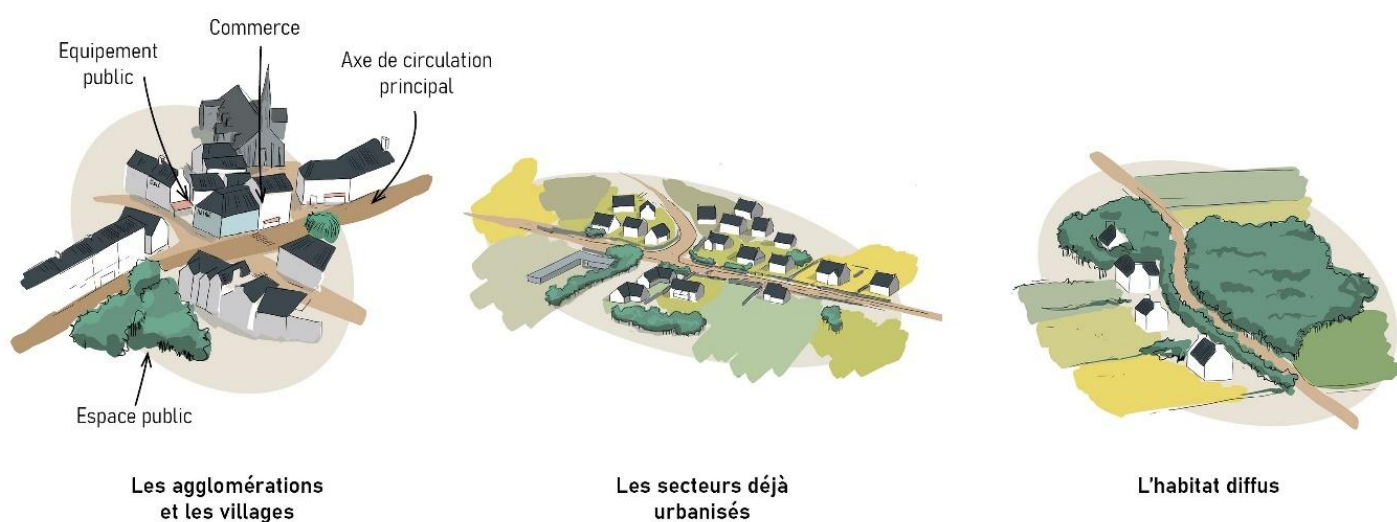 Commerce
Equipement
public
Axe de circulation
principal
Espace public
Les agglomérations
et les villages
Les secteurs déjà
urbanisés
L'habitat diffus